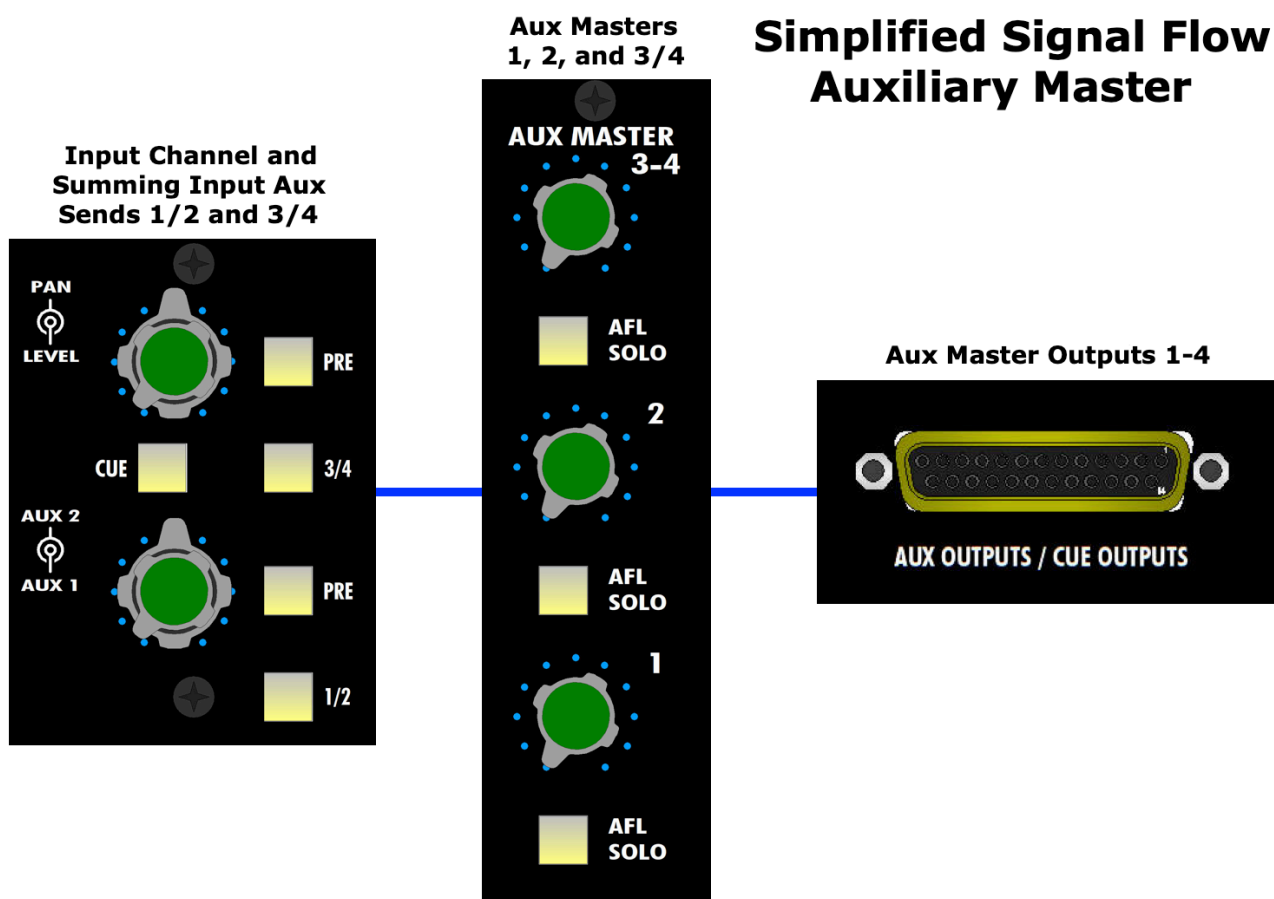 Simplified Signal Flow
Auxiliary Master
Input Channel and
Summing Input Aux
Sends 1/2 and 3/4
PAN
LEVEL
PRE
CUE
3/4
AUX 2
AUX 1
PRE
1/2
Aux Masters
1, 2, and 3/4
AUX MASTER
3-4
AFL
SOLO
2
AFL
SOLO
1
AFL
SOLO
Aux Master Outputs 1-4
1
14
AUX OUTPUTS / CUE OUTPUTS